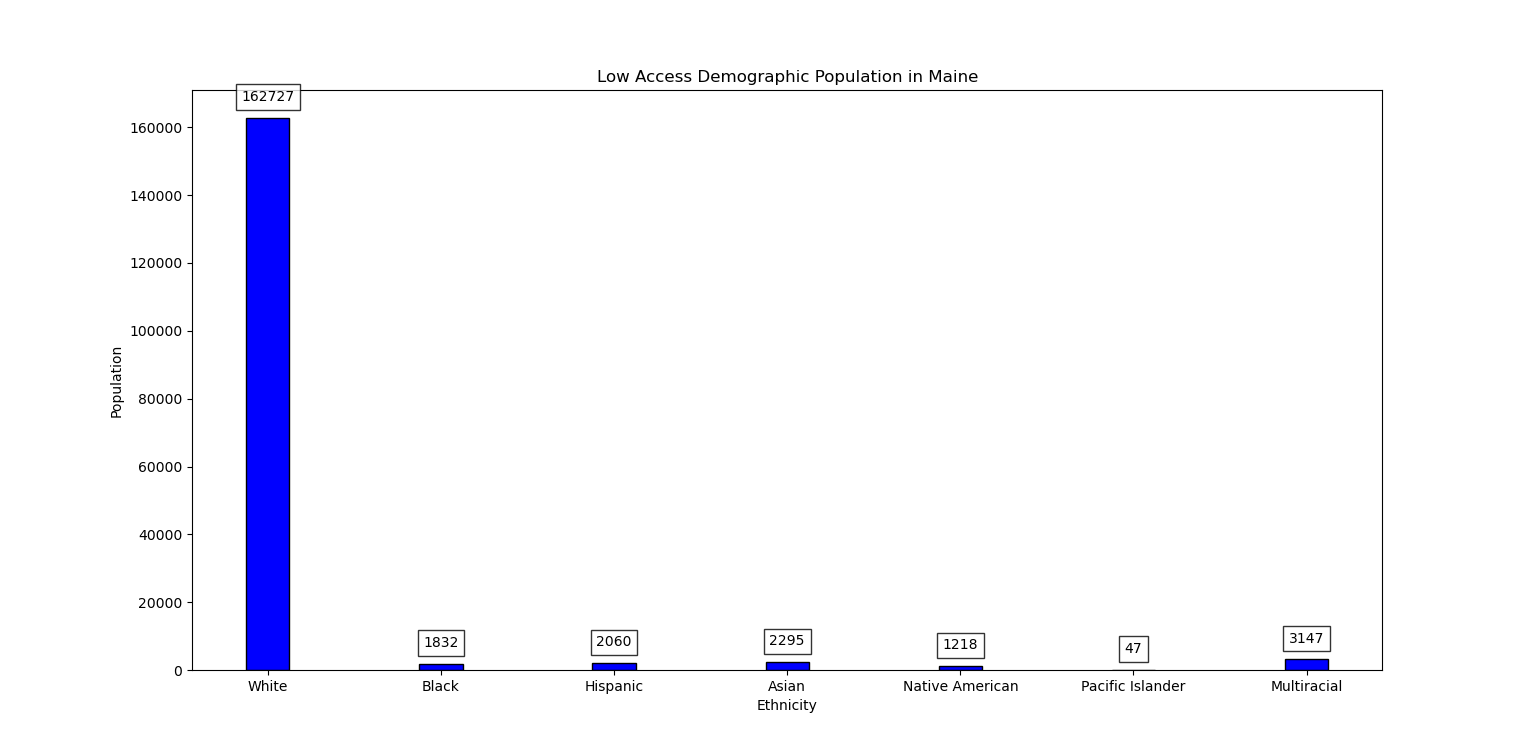 Low Access Demographic Population in Maine
162727
160000
140000
120000
100000
80000
60000
40000
20000
0
Population
1832
2060
2295
1218
47
3147
White
Black
Hispanic
Asian
Native American
Pacific Islander
Multiracial
Ethnicity